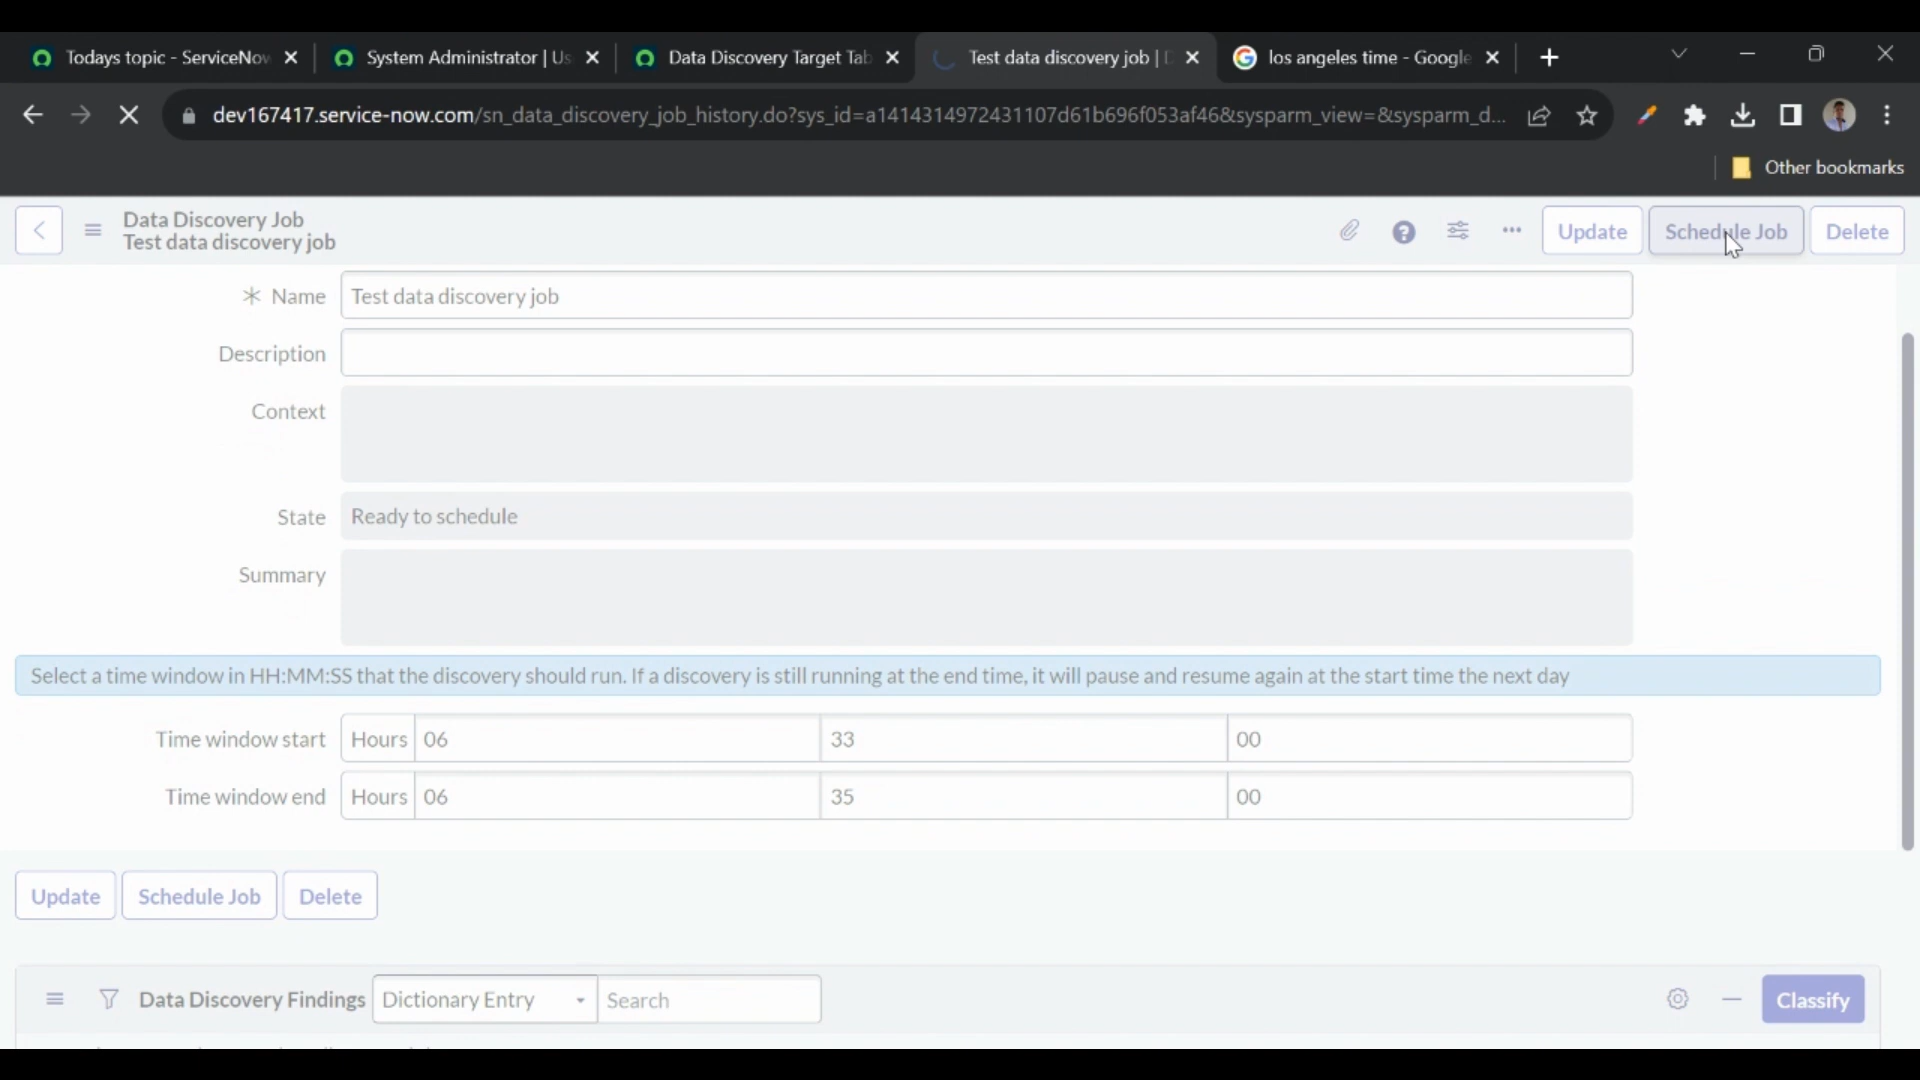 Todays topic - ServiceNow
System Administrator | Us
Data Discovery Target Tab
Test data discovery job | D
los angeles time - Google
dev167417.service-now.com/sn_data_discovery_job_history.do?sys_id=a1414314972431107d61b696f053af46&sysparm_view=&sysparm_d...
Other bookmarks
Data Discovery Job
Test data discovery job
Update
Schedule Job
Delete
Name
Test data discovery job
Description
Context
State
Ready to schedule
Summary
Select a time window in HH:MM:SS that the discovery should run. If a discovery is still running at the end time, it will pause and resume again at the start time the next day
Time window start
Hours 06 33 00
Time window end
Hours 06 35 00
Update
Schedule Job
Delete
Data Discovery Findings
Dictionary Entry
Search
Classify